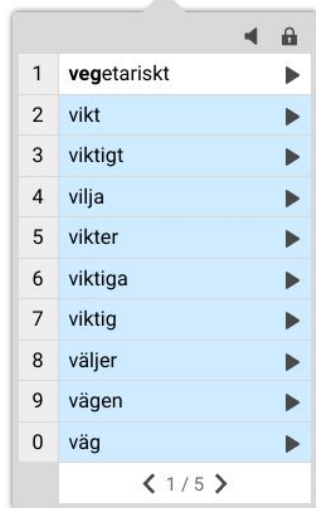 1 vegetariskt
2 vikt
3 viktigt
4 vilja
5 vikter
6 viktiga
7 viktig
8 väljer
9 vägen
0 väg
1 / 5